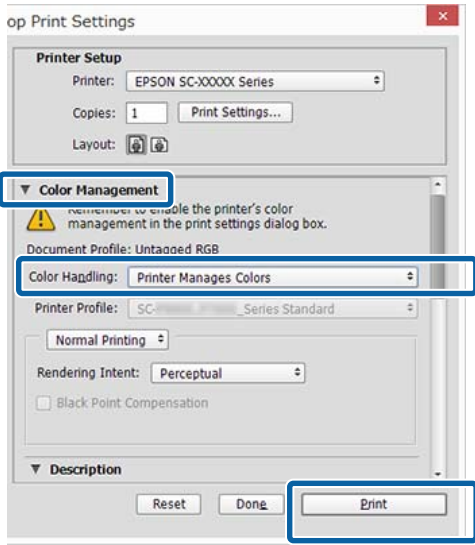 op Print Settings
Printer Setup
Printer: EPSON SC-XXXXX Series
Copies: 1 Print Settings...
Layout:
Color Management
Remember to enable the printer's color
management in the print settings dialog box.
Document Profile: Untagged RGB
Color Handling: Printer Manages Colors
Printer Profile: SC- _Series Standard
Normal Printing
Rendering Intent: Perceptual
Black Point Compensation
Description
Reset Done Print